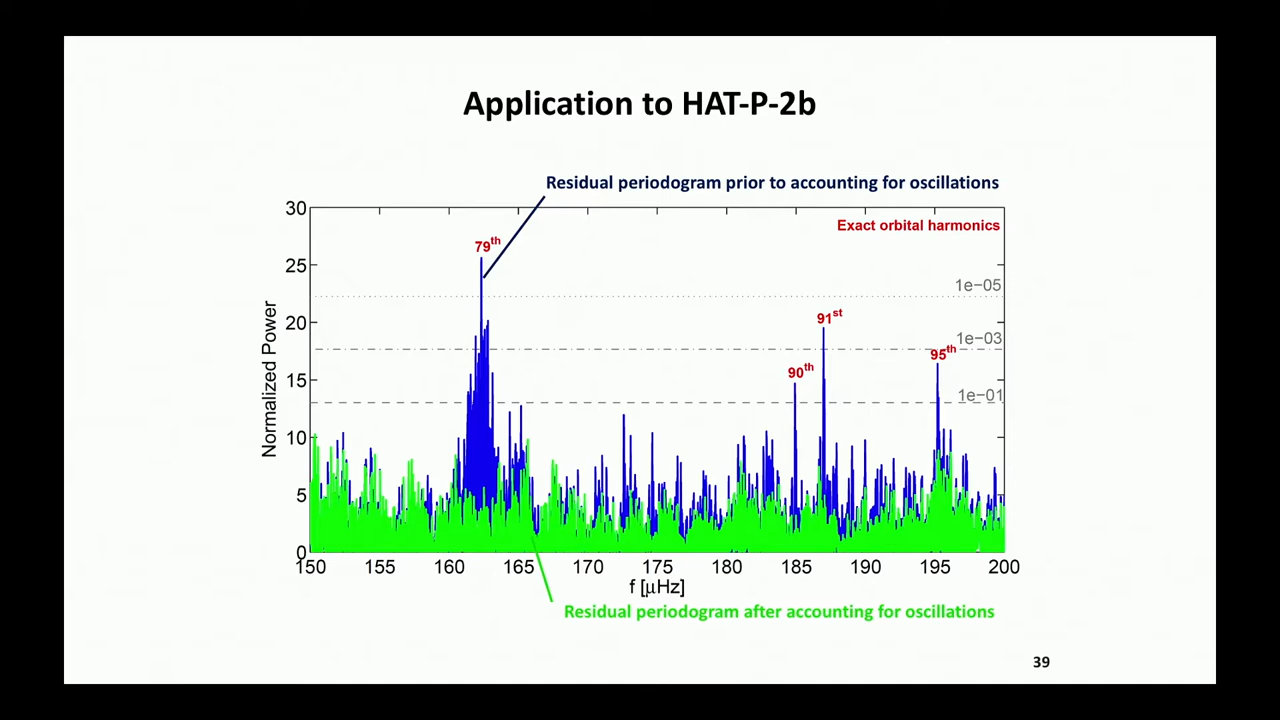 Application to HAT-P-2b
Residual periodogram prior to accounting for oscillations
Exact orbital harmonics
79th
91st
90th
95th
1e−05
1e−03
1e−01
Normalized Power
30
25
20
15
10
5
0
150 155 160 165 170 175 180 185 190 195 200
f [μHz]
Residual periodogram after accounting for oscillations
39